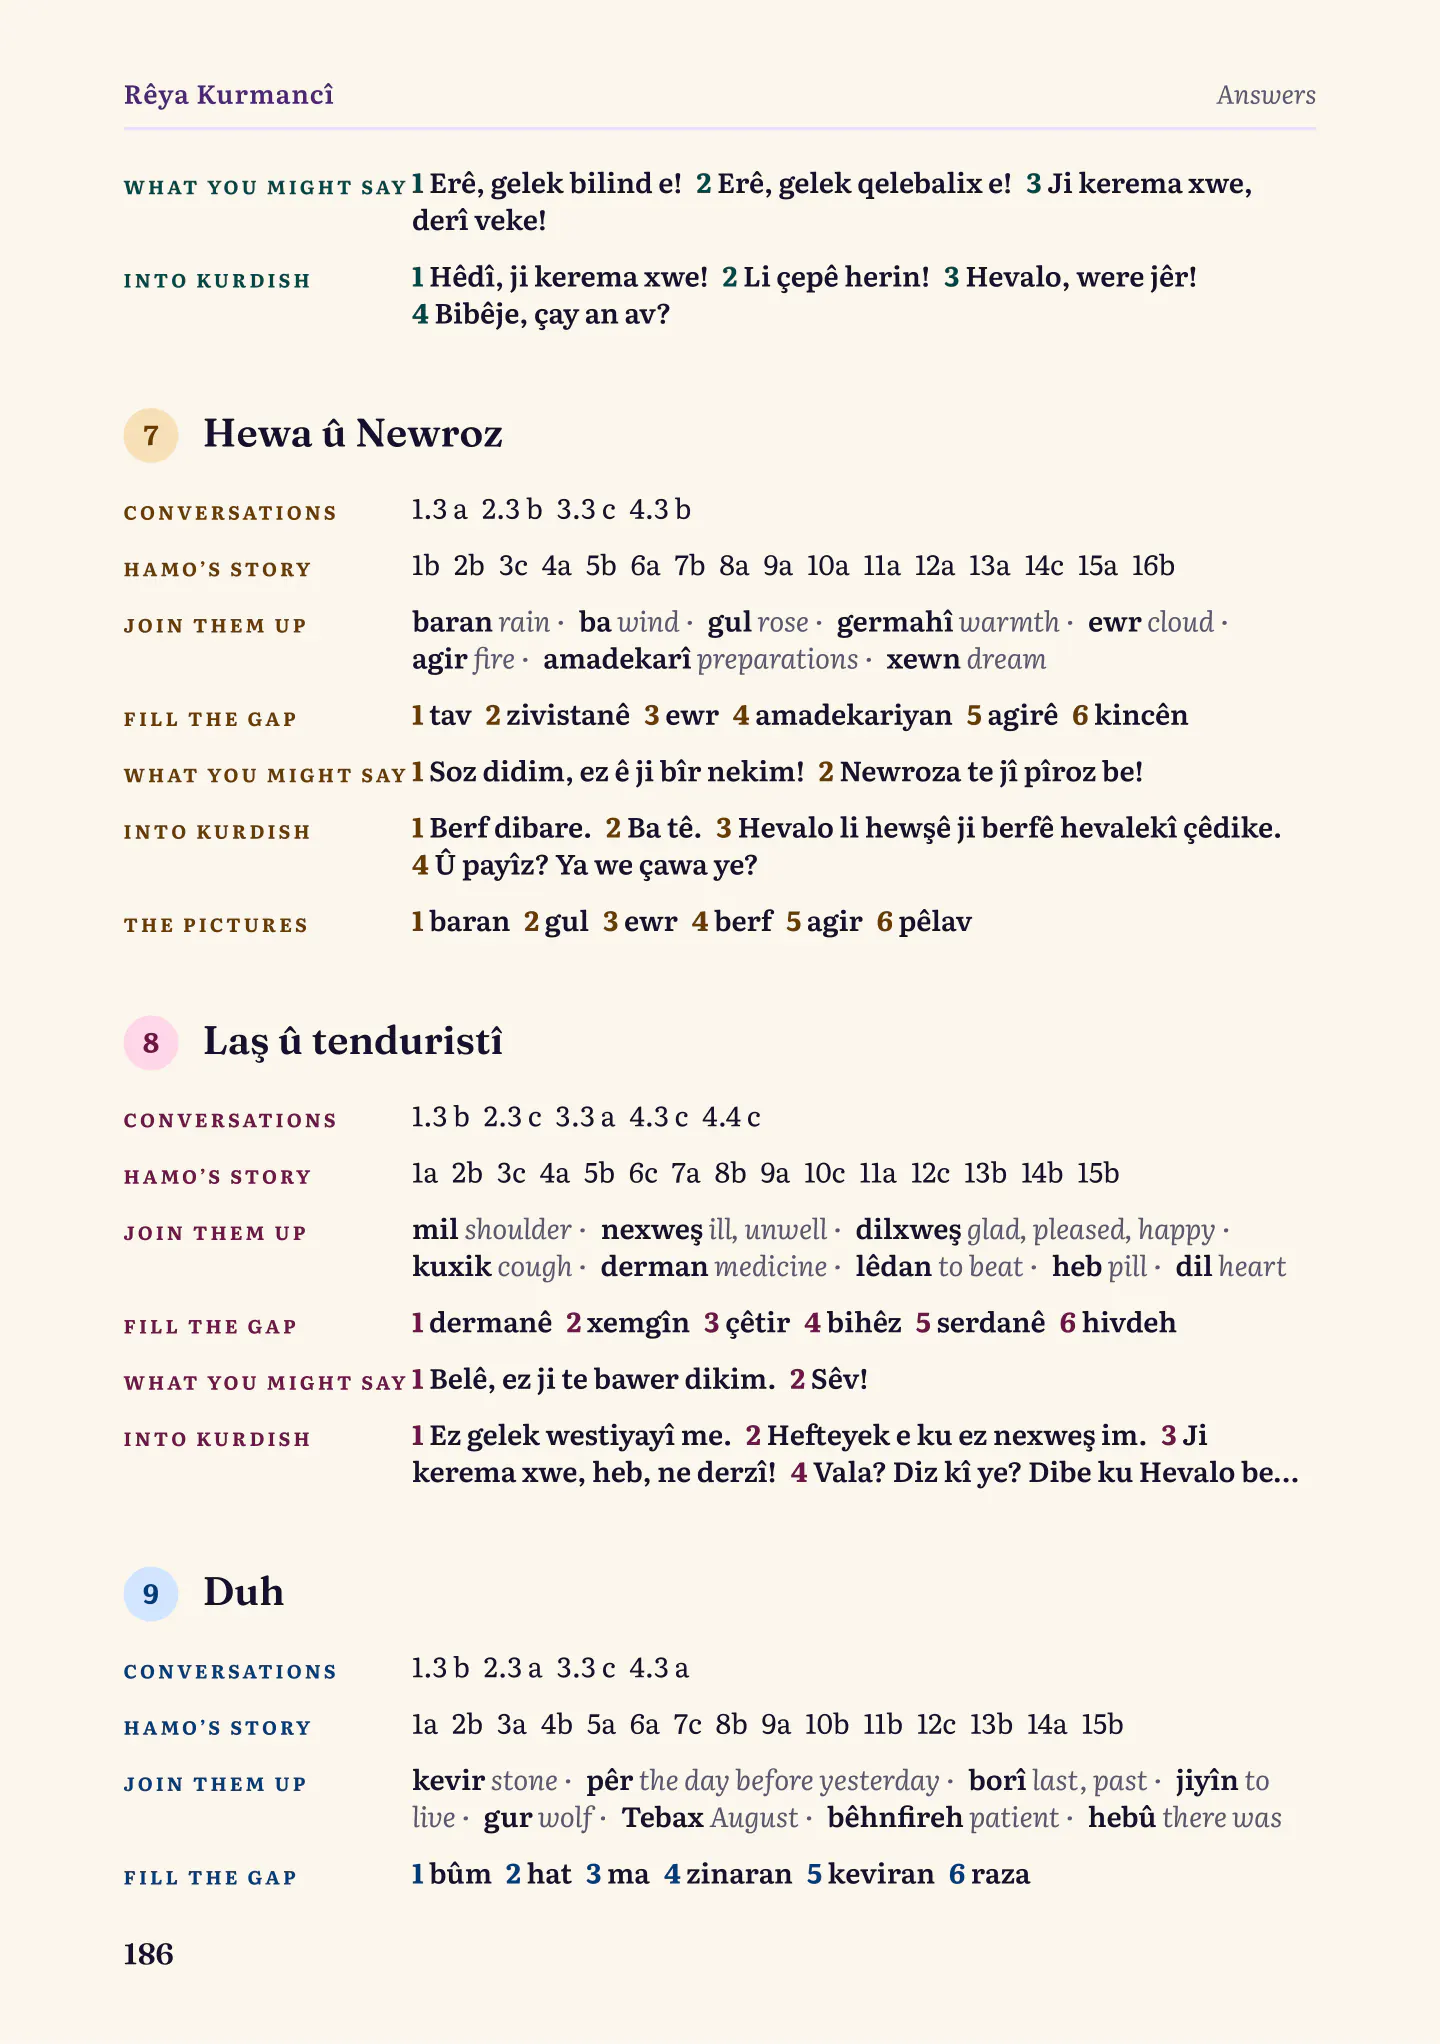 Rêya Kurmancî Answers
WHAT YOU MIGHT SAY 1 Erê, gelek bilind e! 2 Erê, gelek qelebalix e! 3 Ji kerema xwe,
derî veke!
INTO KURDISH 1 Hêdî, ji kerema xwe! 2 Li çepê herin! 3 Hevalo, were jêr!
4 Bibêje, çay an av?
7 Hewa û Newroz
CONVERSATIONS 1.3 a 2.3 b 3.3 c 4.3 b
HAMO’S STORY 1b 2b 3c 4a 5b 6a 7b 8a 9a 10a 11a 12a 13a 14c 15a 16b
JOIN THEM UP baran rain · ba wind · gul rose · germahî warmth · ewr cloud ·
agir fire · amadekarî preparations · xewn dream
FILL THE GAP 1 tav 2 zivistanê 3 ewr 4 amadekariyan 5 agirê 6 kincên
WHAT YOU MIGHT SAY 1 Soz didim, ez ê ji bîr nekim! 2 Newroza te jî pîroz be!
INTO KURDISH 1 Berf dibare. 2 Ba tê. 3 Hevalo li hewşê ji berfê hevalekî çêdike.
4 Û payîz? Ya we çawa ye?
THE PICTURES 1 baran 2 gul 3 ewr 4 berf 5 agir 6 pêlav
8 Laş û tenduristî
CONVERSATIONS 1.3 b 2.3 c 3.3 a 4.3 c 4.4 c
HAMO’S STORY 1a 2b 3c 4a 5b 6c 7a 8b 9a 10c 11a 12c 13b 14b 15b
JOIN THEM UP mil shoulder · nexweş ill, unwell · dilxweş glad, pleased, happy ·
kuxik cough · derman medicine · lêdan to beat · heb pill · dil heart
FILL THE GAP 1 dermanê 2 xemgîn 3 çêtir 4 bihêz 5 serdanê 6 hivdeh
WHAT YOU MIGHT SAY 1 Belê, ez ji te bawer dikim. 2 Sêv!
INTO KURDISH 1 Ez gelek westiyayî me. 2 Hefteyek e ku ez nexweş im. 3 Ji
kerema xwe, heb, ne derzî! 4 Vala? Diz kî ye? Dibe ku Hevalo be…
9 Duh
CONVERSATIONS 1.3 b 2.3 a 3.3 c 4.3 a
HAMO’S STORY 1a 2b 3a 4b 5a 6a 7c 8b 9a 10b 11b 12c 13b 14a 15b
JOIN THEM UP kevir stone · pêr the day before yesterday · borî last, past · jiyîn to
live · gur wolf · Tebax August · bêhnfireh patient · hebû there was
FILL THE GAP 1 bûm 2 hat 3 ma 4 zinaran 5 keviran 6 raza
186